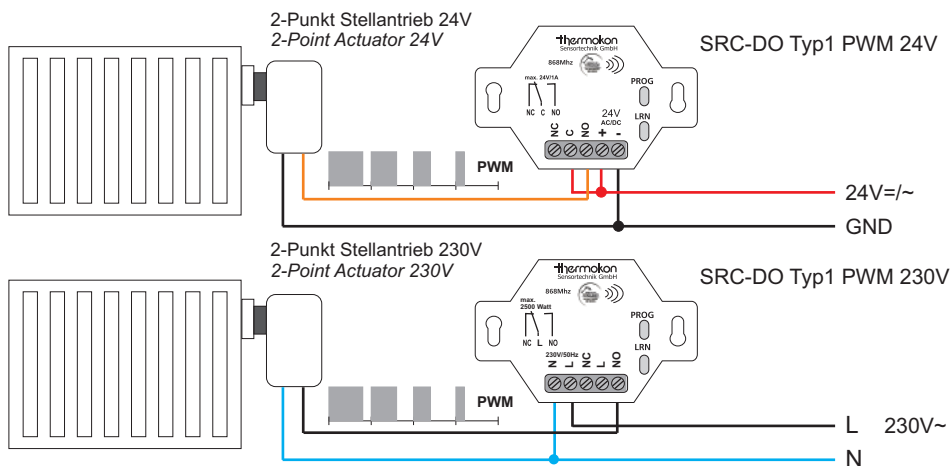 2-Punkt Stellantrieb 24V
2-Point Actuator 24V
thermokon
Sensortechnik GmbH
868Mhz
max. 24V/1A
NC C NO
PROG
LRN
24V
AC/DC
NC C NO + -
SRC-DO Typ1 PWM 24V
PWM
24V=/~
GND
2-Punkt Stellantrieb 230V
2-Point Actuator 230V
thermokon
Sensortechnik GmbH
868Mhz
max.
2500 Watt
NC L NO
PROG
LRN
230V/50Hz
N L NC L NO
SRC-DO Typ1 PWM 230V
PWM
L 230V~
N